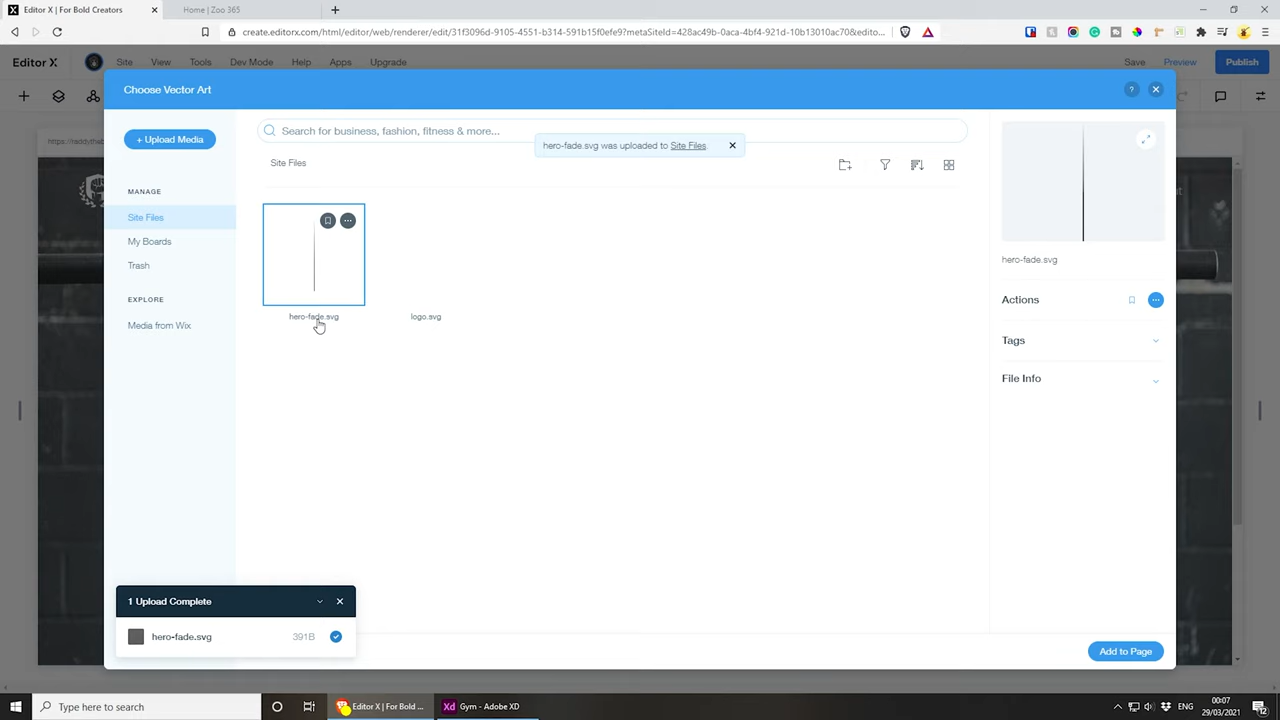 Editor X | For Bold Creators
Home | Zoo 365
create.editorx.com/html/editor/web/renderer/edit/31f3096d-9105-4551-b314-591b15f0efe9?metaSiteId=428ac49b-0aca-4bf4-921d-10b13010ac70&edito...
Editor X
Site
View
Tools
Dev Mode
Help
Apps
Upgrade
Save
Preview
Publish
Choose Vector Art
?
+ Upload Media
Search for business, fashion, fitness & more...
hero-fade.svg was uploaded to Site Files.
Site Files
MANAGE
Site Files
My Boards
Trash
EXPLORE
Media from Wix
hero-fade.svg
logo.svg
hero-fade.svg
Actions
Tags
File Info
1 Upload Complete
hero-fade.svg
391B
Add to Page
Type here to search
Editor X | For Bold ...
Gym - Adobe XD
ENG
00:07
29/03/2021